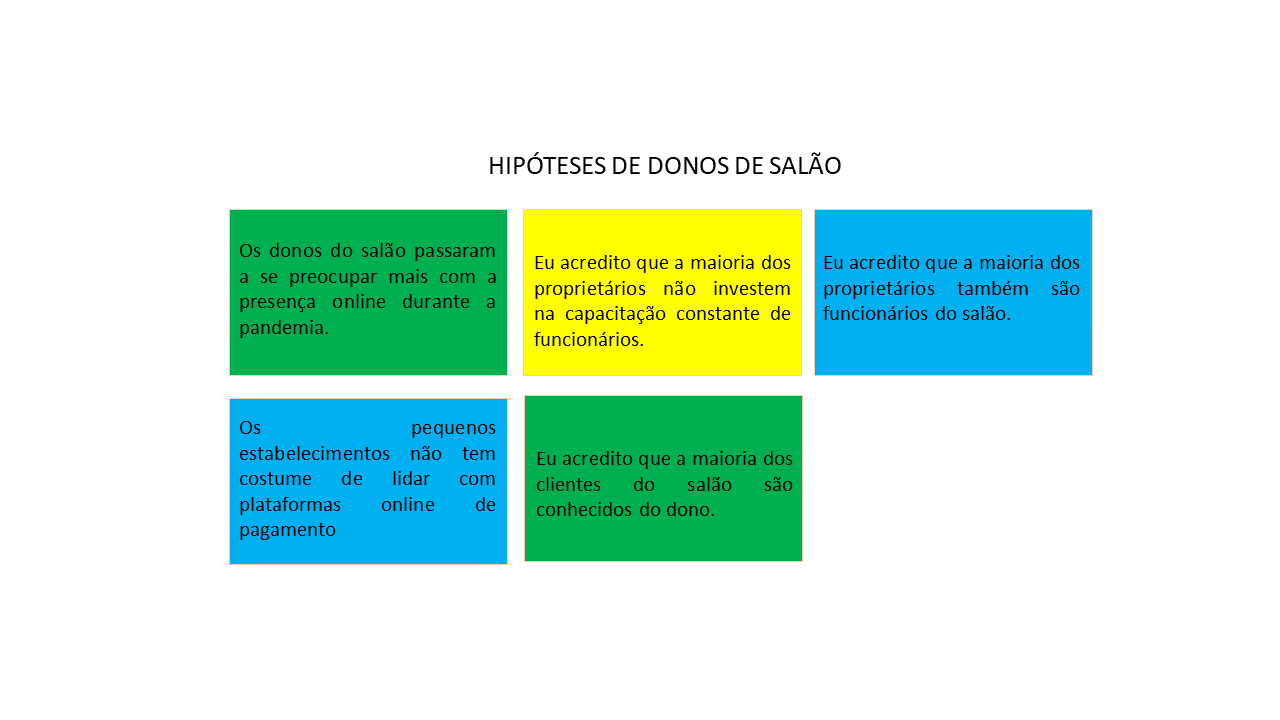 HIPÓTESES DE DONOS DE SALÃO
Os donos do salão passaram
a se preocupar mais com a
presença online durante a
pandemia.
Eu acredito que a maioria dos
proprietários não investem
na capacitação constante de
funcionários.
Eu acredito que a maioria dos
proprietários também são
funcionários do salão.
Os pequenos
estabelecimentos não tem
costume de lidar com
plataformas online de
pagamento
Eu acredito que a maioria dos
clientes do salão são
conhecidos do dono.